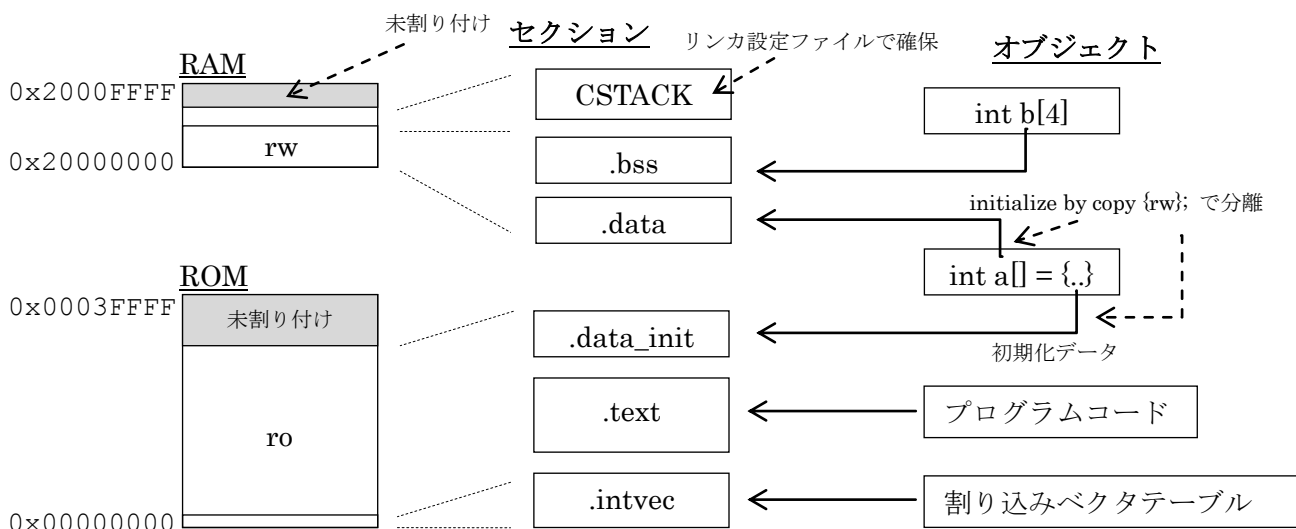 未割り付け
セクション
リンカ設定ファイルで確保
オブジェクト
RAM
0x2000FFFF
CSTACK
int b[4]
rw
0x20000000
.bss
initialize by copy {rw}; で分離
.data
ROM
int a[] = {..}
0x0003FFFF
未割り付け
.data_init
初期化データ
.text
プログラムコード
ro
.intvec
割り込みベクタテーブル
0x00000000